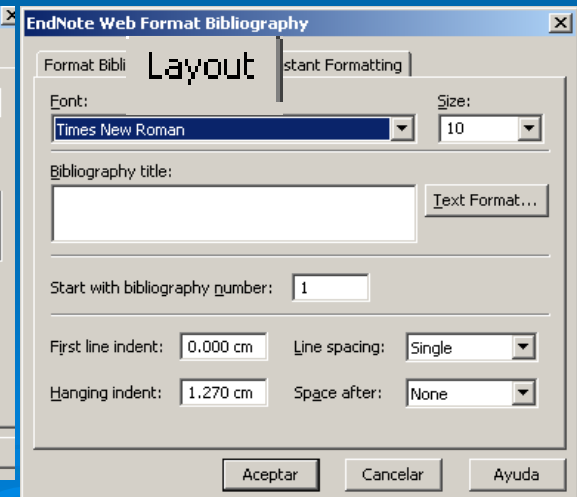 EndNote Web Format Bibliography
Format Bibli Layout stant Formatting
Font: Size:
Times New Roman 10
Bibliography title:
Text Format...
Start with bibliography number: 1
First line indent: 0.000 cm Line spacing: Single
Hanging indent: 1.270 cm Space after: None
Aceptar Cancelar Ayuda